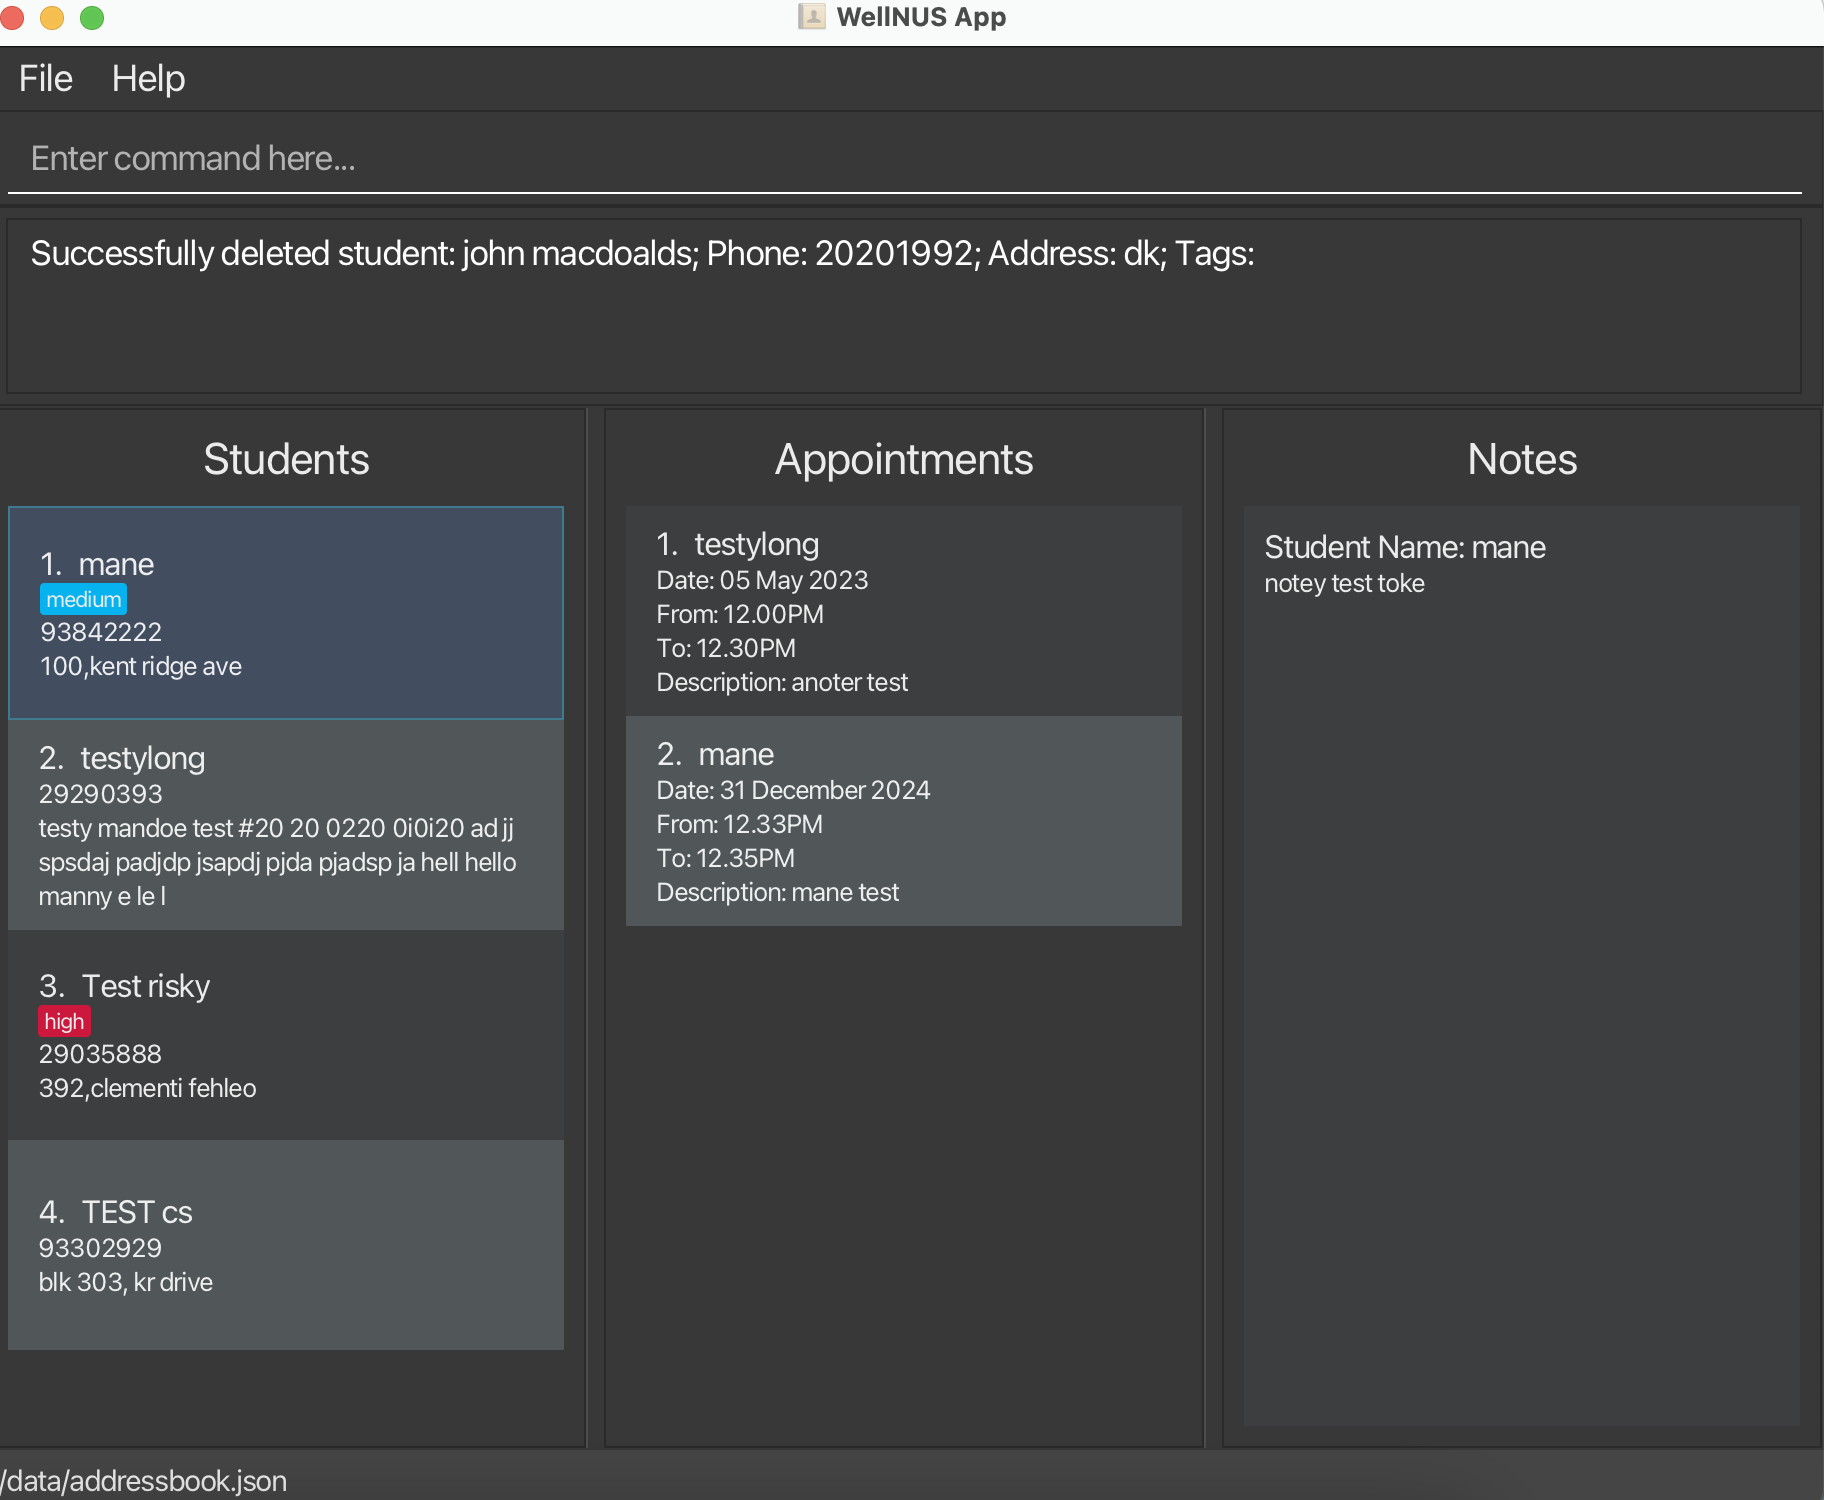 WellNUS App
File Help
Enter command here...
Successfully deleted student: john macdoalds; Phone: 20201992; Address: dk; Tags:
Students
1. mane
medium
93842222
100,kent ridge ave
2. testylong
29290393
testy mandoe test #20 20 0220 0i0i20 ad jj
spsdaj padjdp jsapdj pjda pjadsp ja hell hello
manny e le l
3. Test risky
high
29035888
392,clementi fehleo
4. TEST cs
93302929
blk 303, kr drive
Appointments
1. testylong
Date: 05 May 2023
From: 12.00PM
To: 12.30PM
Description: anoter test
2. mane
Date: 31 December 2024
From: 12.33PM
To: 12.35PM
Description: mane test
Notes
Student Name: mane
notey test toke
/data/addressbook.json